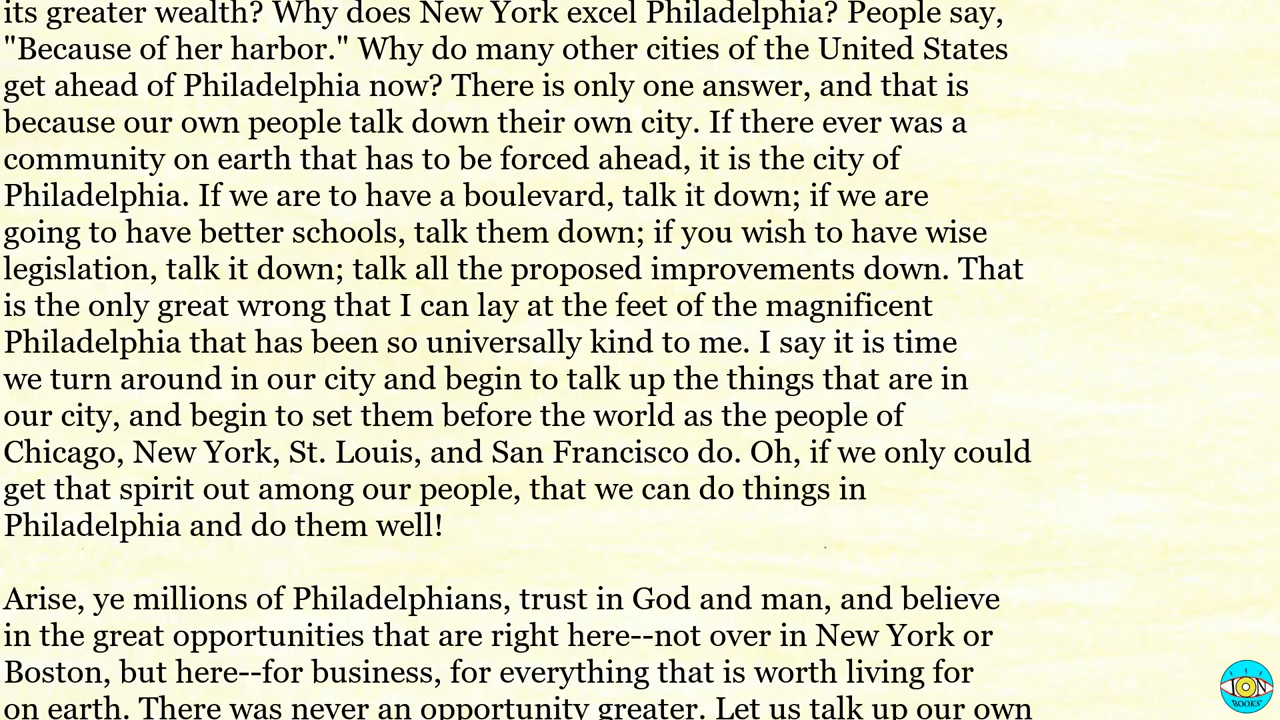 its greater wealth? Why does New York excel Philadelphia? People say,
"Because of her harbor." Why do many other cities of the United States
get ahead of Philadelphia now? There is only one answer, and that is
because our own people talk down their own city. If there ever was a
community on earth that has to be forced ahead, it is the city of
Philadelphia. If we are to have a boulevard, talk it down; if we are
going to have better schools, talk them down; if you wish to have wise
legislation, talk it down; talk all the proposed improvements down. That
is the only great wrong that I can lay at the feet of the magnificent
Philadelphia that has been so universally kind to me. I say it is time
we turn around in our city and begin to talk up the things that are in
our city, and begin to set them before the world as the people of
Chicago, New York, St. Louis, and San Francisco do. Oh, if we only could
get that spirit out among our people, that we can do things in
Philadelphia and do them well!

Arise, ye millions of Philadelphians, trust in God and man, and believe
in the great opportunities that are right here--not over in New York or
Boston, but here--for business, for everything that is worth living for
on earth. There was never an opportunity greater. Let us talk up our own
ION
BOOKS